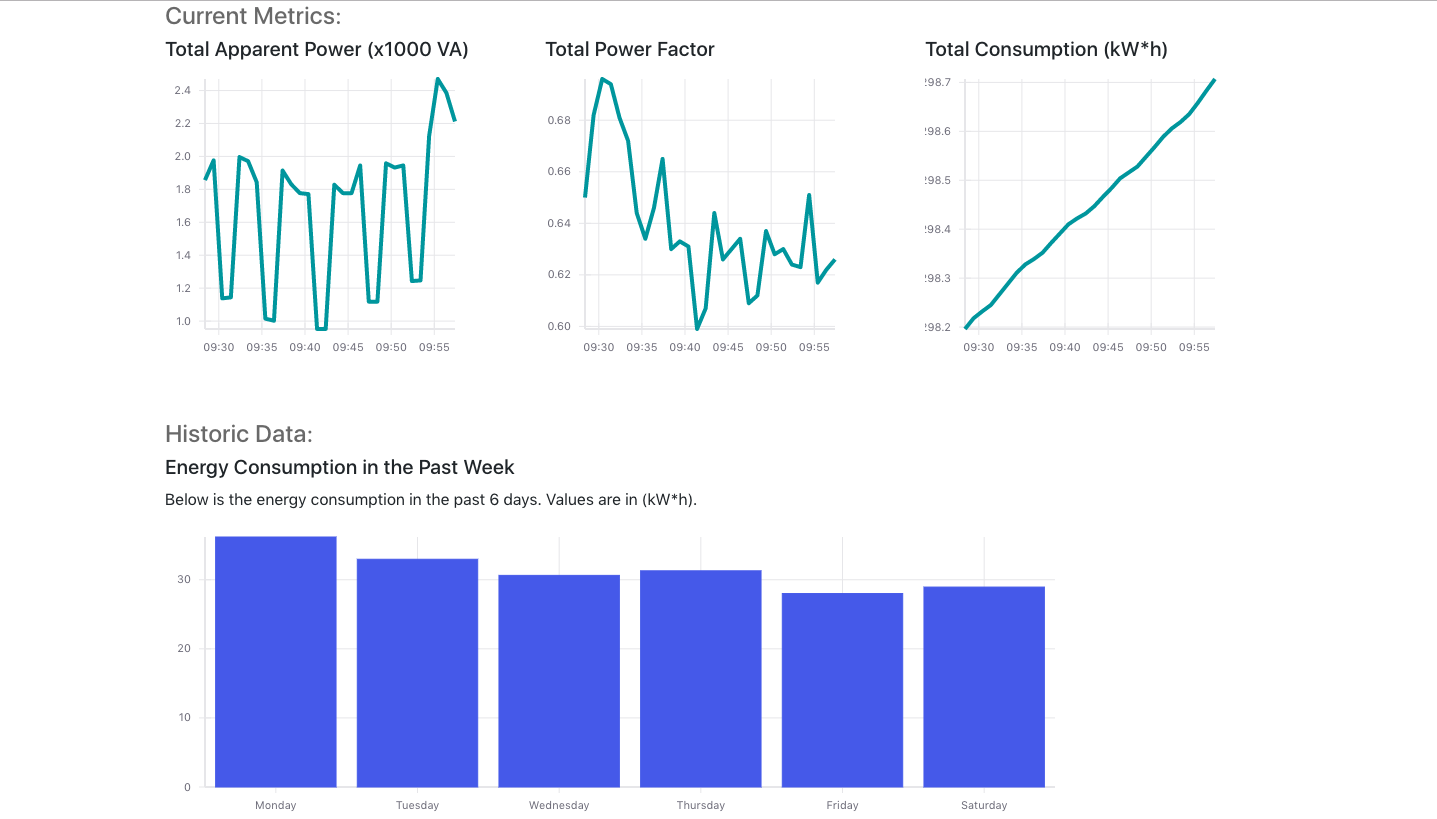 Current Metrics:
Total Apparent Power (x1000 VA) Total Power Factor Total Consumption (kW*h)
2.4
2.2
2.0
1.8
1.6
1.4
1.2
1.0
09:30 09:35 09:40 09:45 09:50 09:55
0.68
0.66
0.64
0.62
0.60
09:30 09:35 09:40 09:45 09:50 09:55
98.7
98.6
98.5
98.4
98.3
98.2
09:30 09:35 09:40 09:45 09:50 09:55
Historic Data:
Energy Consumption in the Past Week
Below is the energy consumption in the past 6 days. Values are in (kW*h).
30
20
10
0
Monday Tuesday Wednesday Thursday Friday Saturday